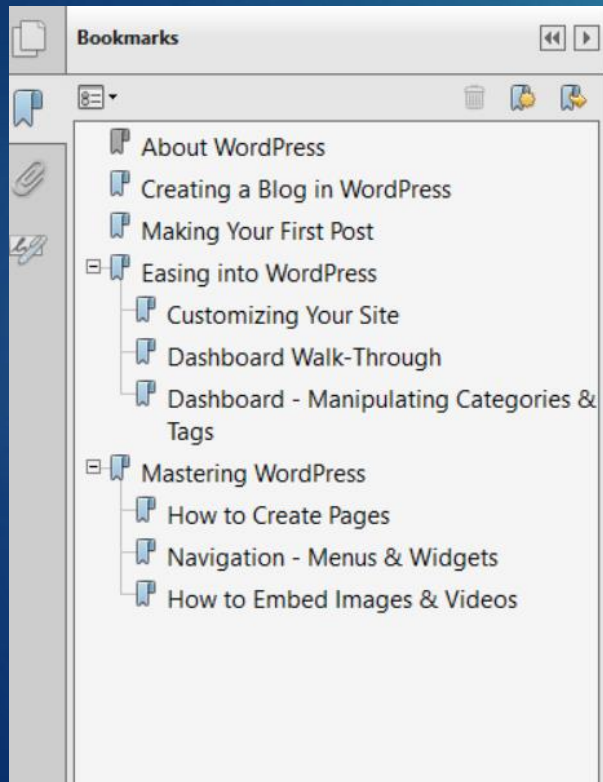 Bookmarks
About WordPress
Creating a Blog in WordPress
Making Your First Post
Easing into WordPress
Customizing Your Site
Dashboard Walk-Through
Dashboard - Manipulating Categories &
Tags
Mastering WordPress
How to Create Pages
Navigation - Menus & Widgets
How to Embed Images & Videos